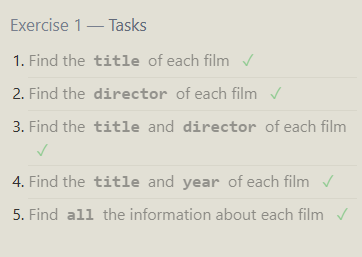 Exercise 1 — Tasks
1. Find the title of each film ✓
2. Find the director of each film ✓
3. Find the title and director of each film
✓
4. Find the title and year of each film ✓
5. Find all the information about each film ✓